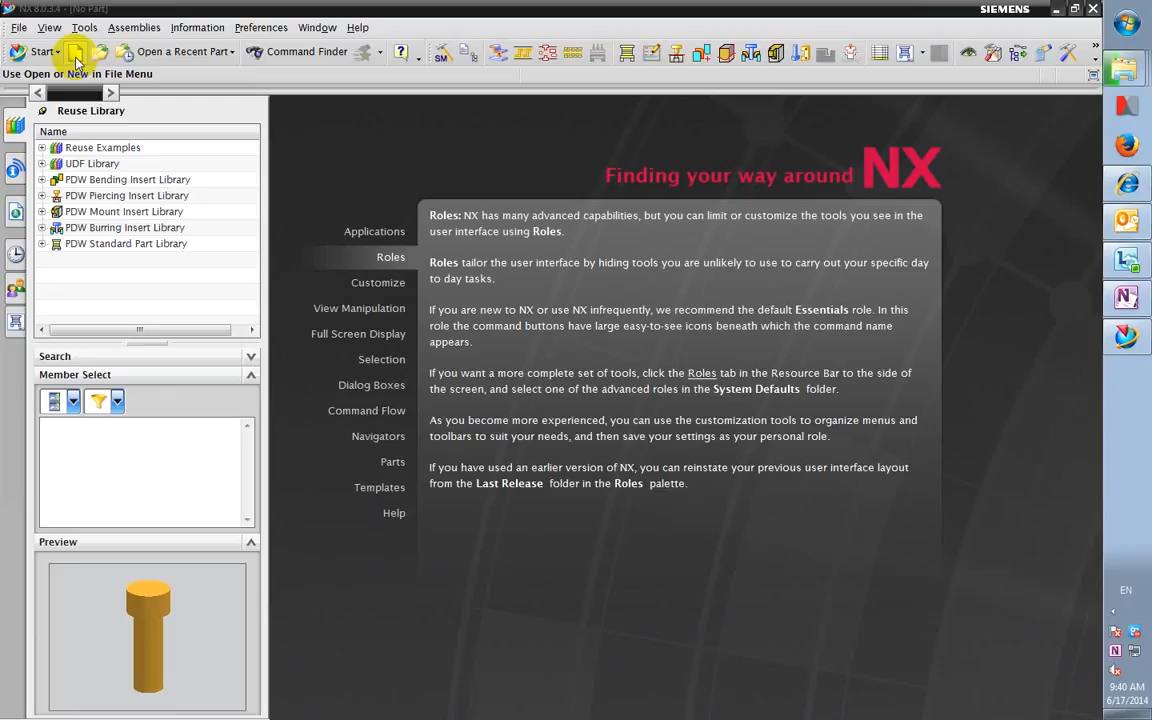 NX 8.0.3.4 - [No Part]
SIEMENS
File View Tools Assemblies Information Preferences Window Help
Start Open a Recent Part Command Finder
Use Open or New in File Menu
Reuse Library
Name
Reuse Examples
UDF Library
PDW Bending Insert Library
PDW Piercing Insert Library
PDW Mount Insert Library
PDW Burring Insert Library
PDW Standard Part Library
Search
Member Select
Preview
Finding your way around NX
Applications
Roles
Customize
View Manipulation
Full Screen Display
Selection
Dialog Boxes
Command Flow
Navigators
Parts
Templates
Help
Roles: NX has many advanced capabilities, but you can limit or customize the tools you see in the
user interface using Roles.
Roles tailor the user interface by hiding tools you are unlikely to use to carry out your specific day
to day tasks.
If you are new to NX or use NX infrequently, we recommend the default Essentials role. In this
role the command buttons have large easy-to-see icons beneath which the command name
appears.
If you want a more complete set of tools, click the Roles tab in the Resource Bar to the side of
the screen, and select one of the advanced roles in the System Defaults folder.
As you become more experienced, you can use the customization tools to organize menus and
toolbars to suit your needs, and then save your settings as your personal role.
If you have used an earlier version of NX, you can reinstate your previous user interface layout
from the Last Release folder in the Roles palette.
EN
9:40 AM
6/17/2014